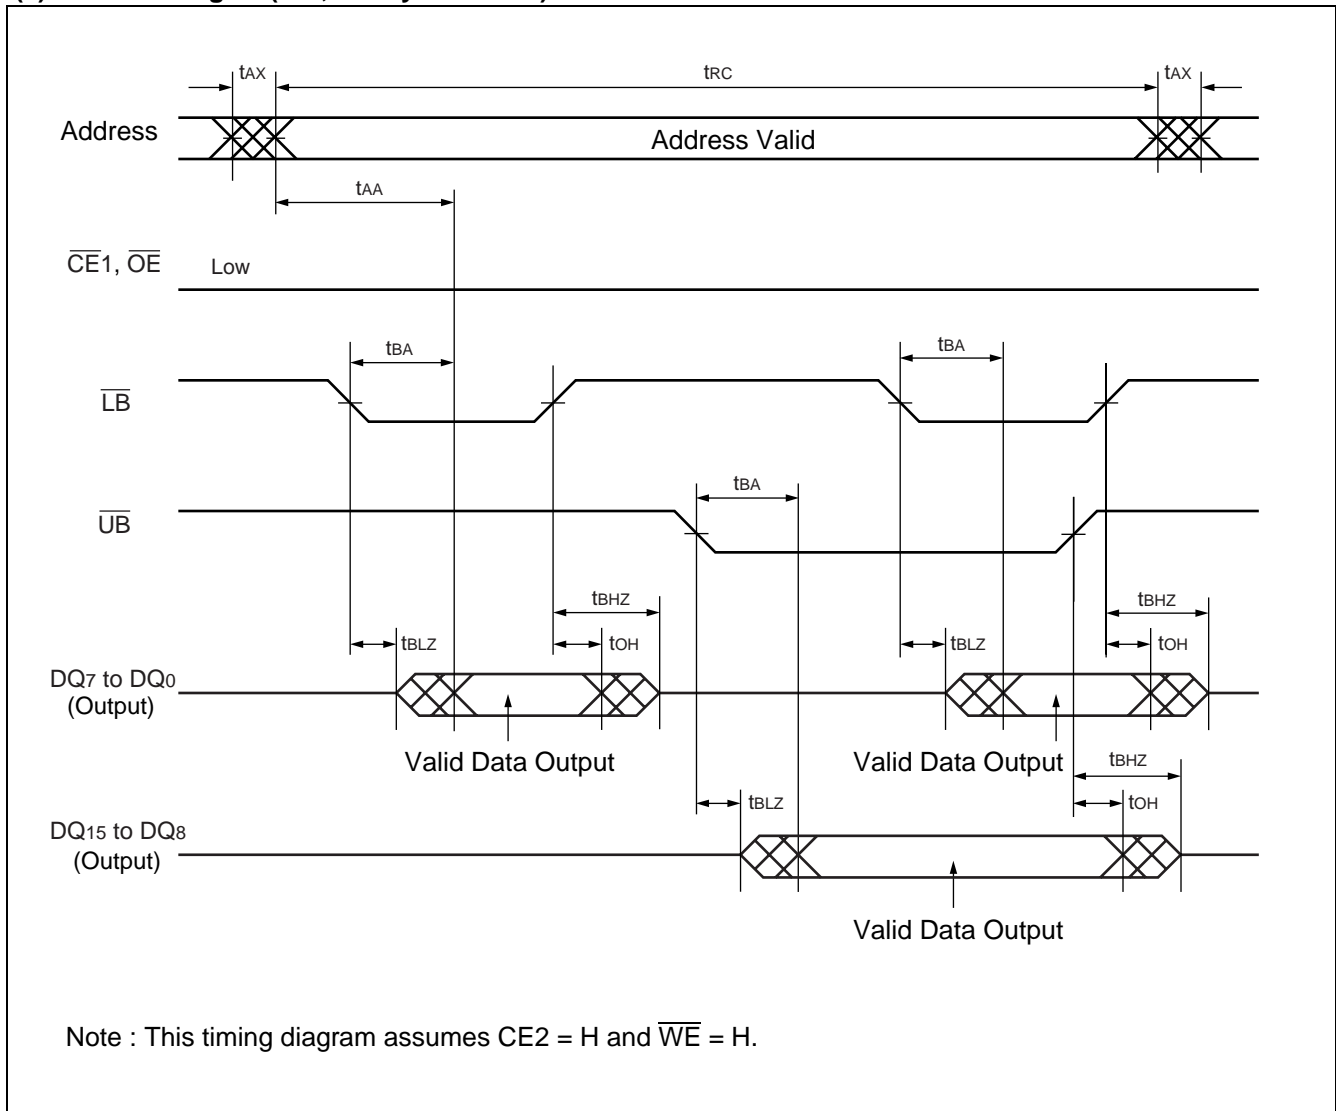 tAX tRC tAX
Address Address Valid
tAA
CE1, OE Low
tBA tBA
LB
tBA
UB
tBHZ tBHZ
tBLZ tOH tBLZ tOH
DQ7 to DQ0
(Output)
Valid Data Output Valid Data Output tBHZ
tBLZ tOH
DQ15 to DQ8
(Output)
Valid Data Output
Note : This timing diagram assumes CE2 = H and WE = H.